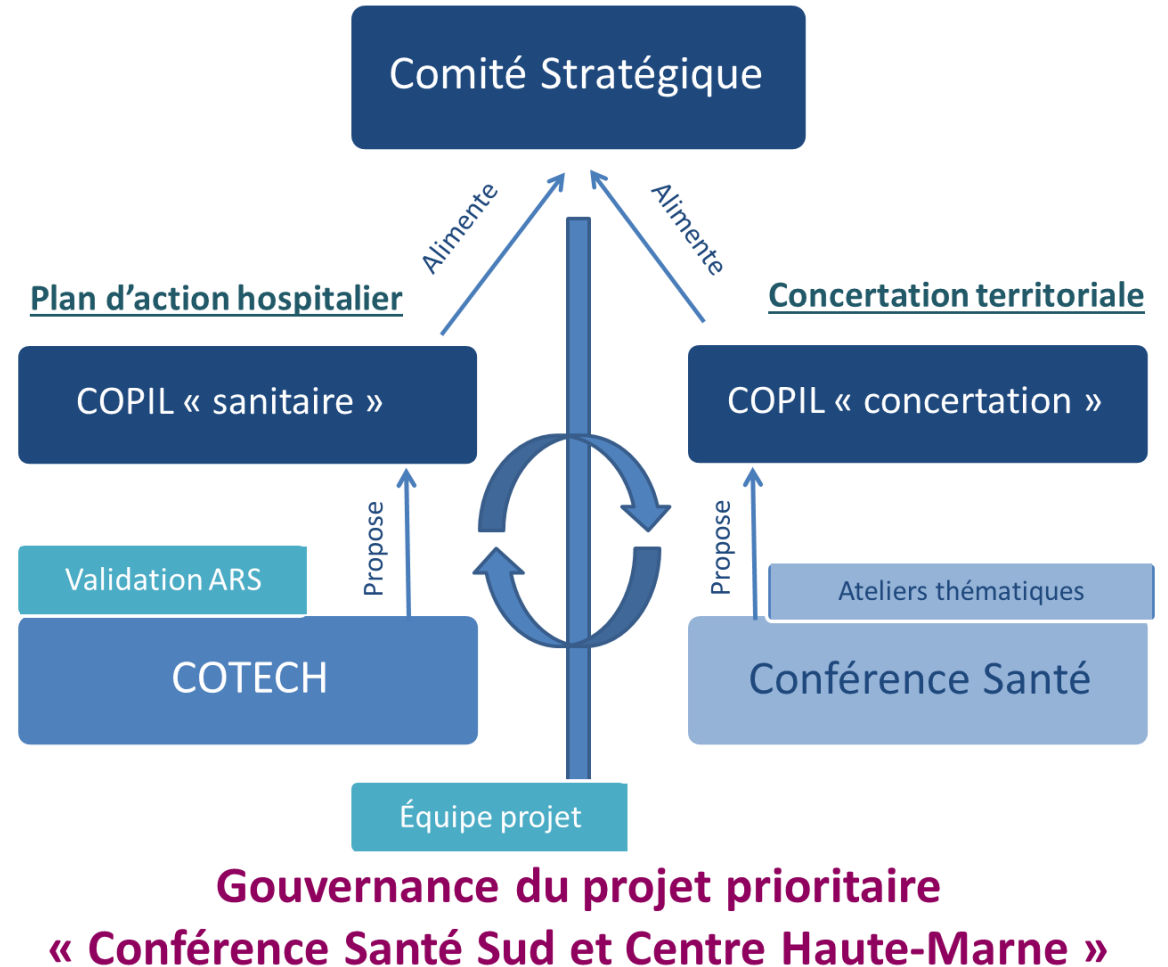 Comité Stratégique
Alimente
Alimente
Plan d’action hospitalier
Concertation territoriale
COPIL « sanitaire »
COPIL « concertation »
Propose
Propose
Validation ARS
Ateliers thématiques
COTECH
Conférence Santé
Équipe projet
Gouvernance du projet prioritaire
« Conférence Santé Sud et Centre Haute-Marne »